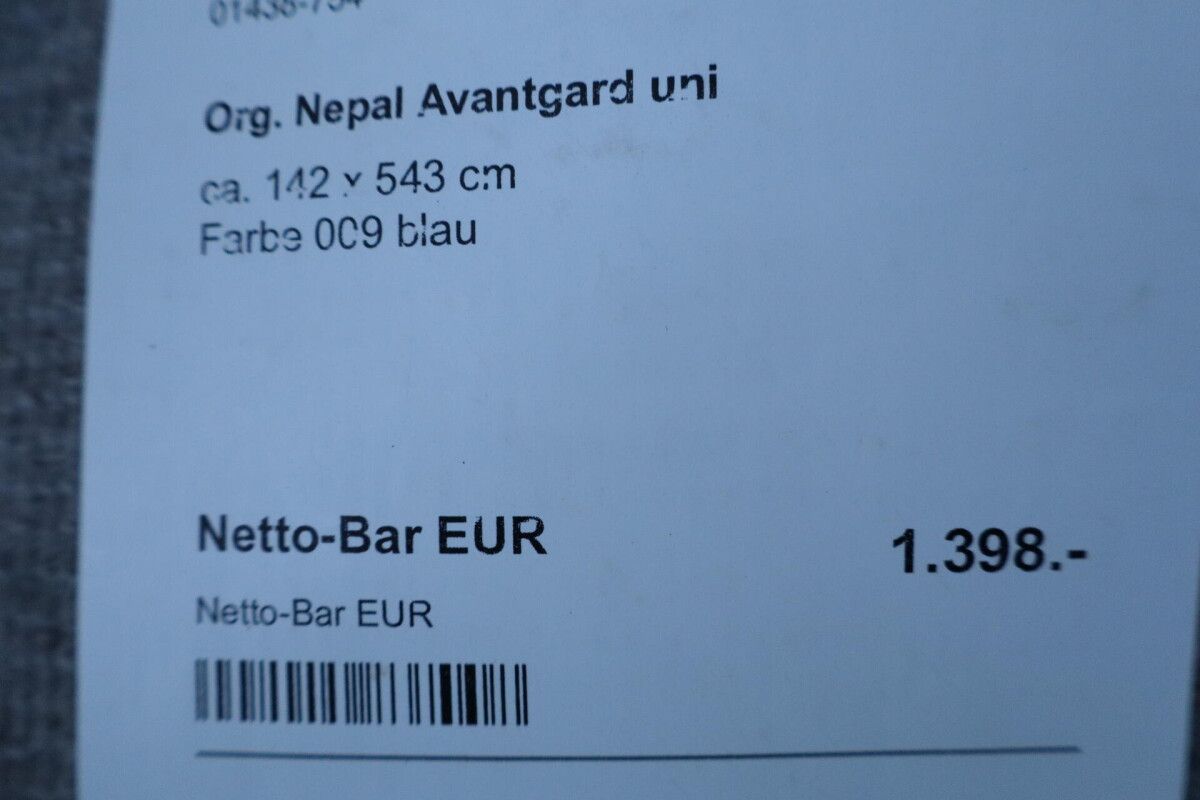 Org. Nepal Avantgard uni
ca. 142 x 543 cm
Farbe 009 blau
Netto-Bar EUR 1.398.-
Netto-Bar EUR